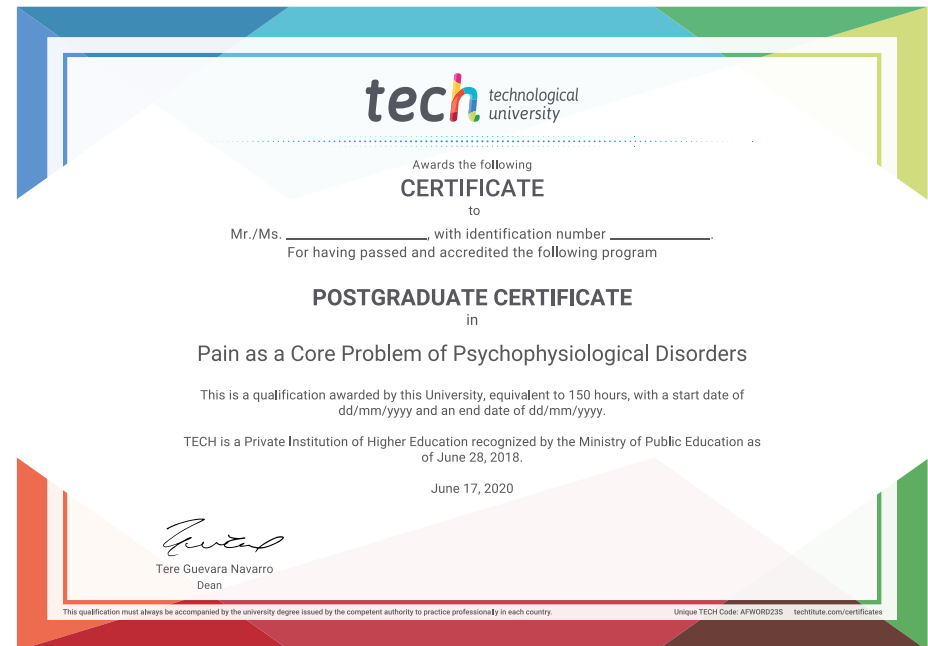 tech technological
university
Awards the following
CERTIFICATE
to
Mr./Ms. ____________________, with identification number ______________.
For having passed and accredited the following program
POSTGRADUATE CERTIFICATE
in
Pain as a Core Problem of Psychophysiological Disorders
This is a qualification awarded by this University, equivalent to 150 hours, with a start date of
dd/mm/yyyy and an end date of dd/mm/yyyy.
TECH is a Private Institution of Higher Education recognized by the Ministry of Public Education as
of June 28, 2018.
June 17, 2020
Tere Guevara Navarro
Dean
This qualification must always be accompanied by the university degree issued by the competent authority to practice professionally in each country.
Unique TECH Code: AFWORD23S techtitute.com/certificates